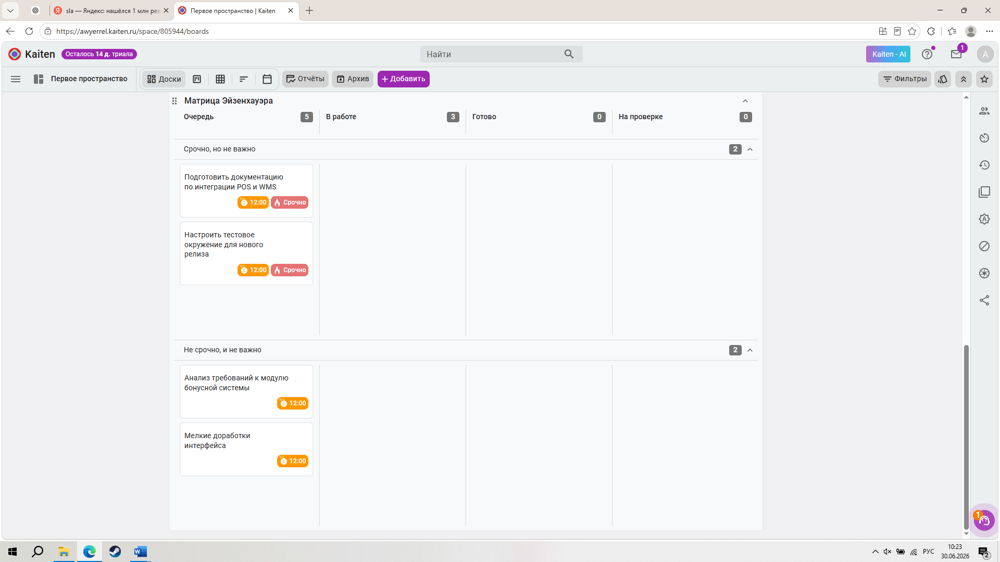 sla — Яндекс: нашёлся 1 млн рез
Первое пространство | Kaiten
https://awyerrel.kaiten.ru/space/805944/boards
Kaiten
Осталось 14 д. триала
Найти
Kaiten - AI
1
A
Первое пространство
Доски
Отчёты
Архив
Добавить
Фильтры
Матрица Эйзенхауэра
Очередь 5
В работе 3
Готово 0
На проверке 0
Срочно, но не важно 2
Подготовить документацию
по интеграции POS и WMS
12:00 Срочно
Настроить тестовое
окружение для нового
релиза
12:00 Срочно
Не срочно, и не важно 2
Анализ требований к модулю
бонусной системы
12:00
Мелкие доработки
интерфейса
12:00
1
РУС
10:23
30.06.2026
2